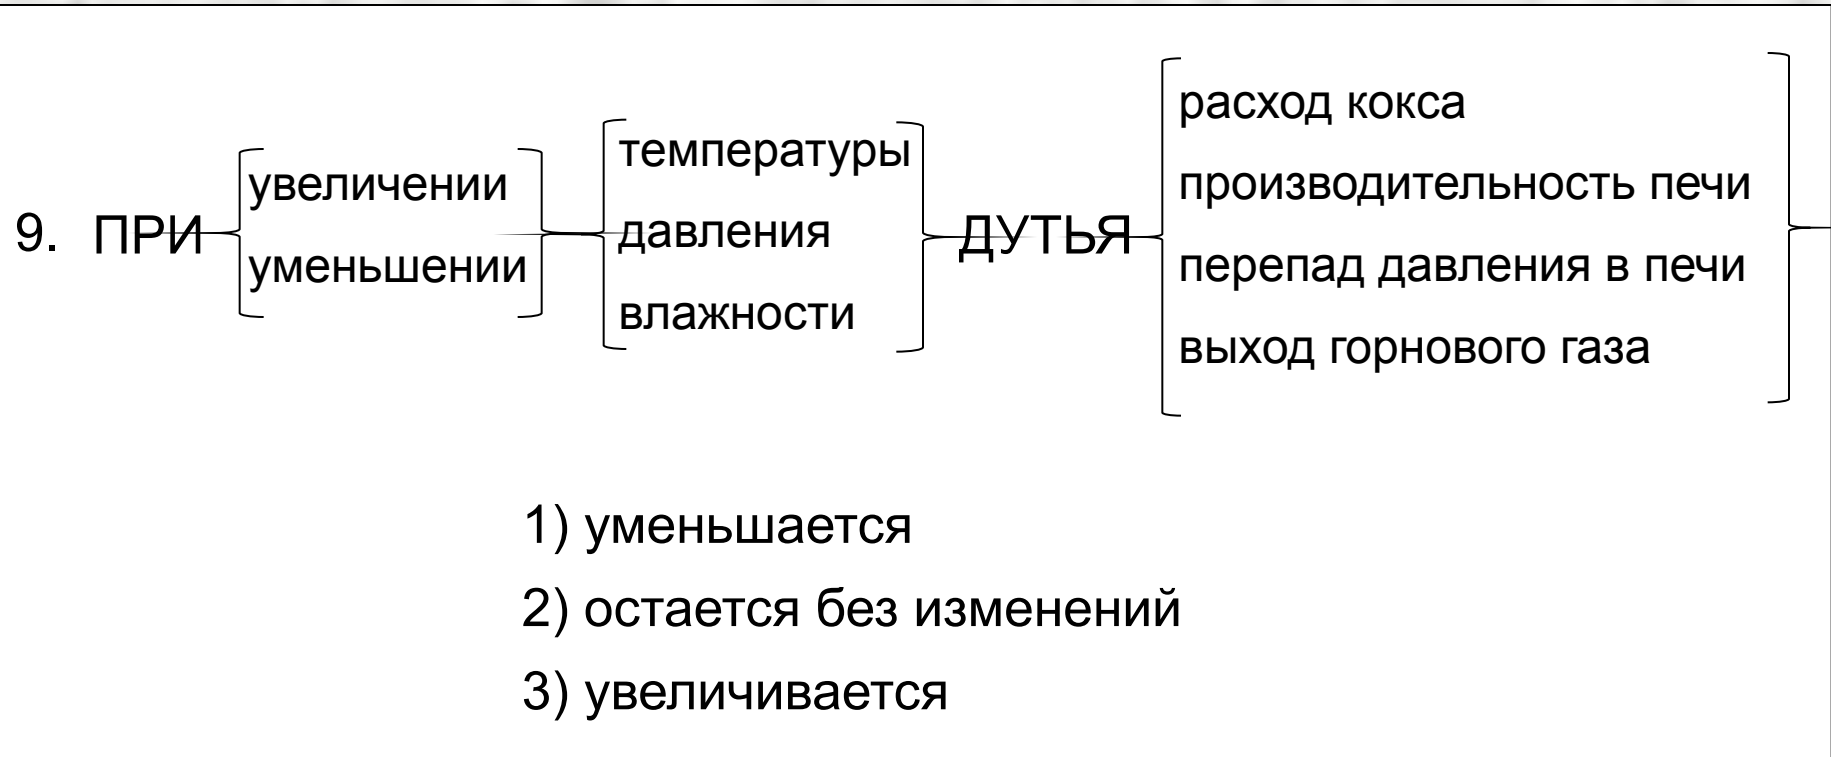 9. ПРИ
увеличении
уменьшении
температуры
давления
влажности
ДУТЬЯ
расход кокса
производительность печи
перепад давления в печи
выход горнового газа
1) уменьшается
2) остается без изменений
3) увеличивается